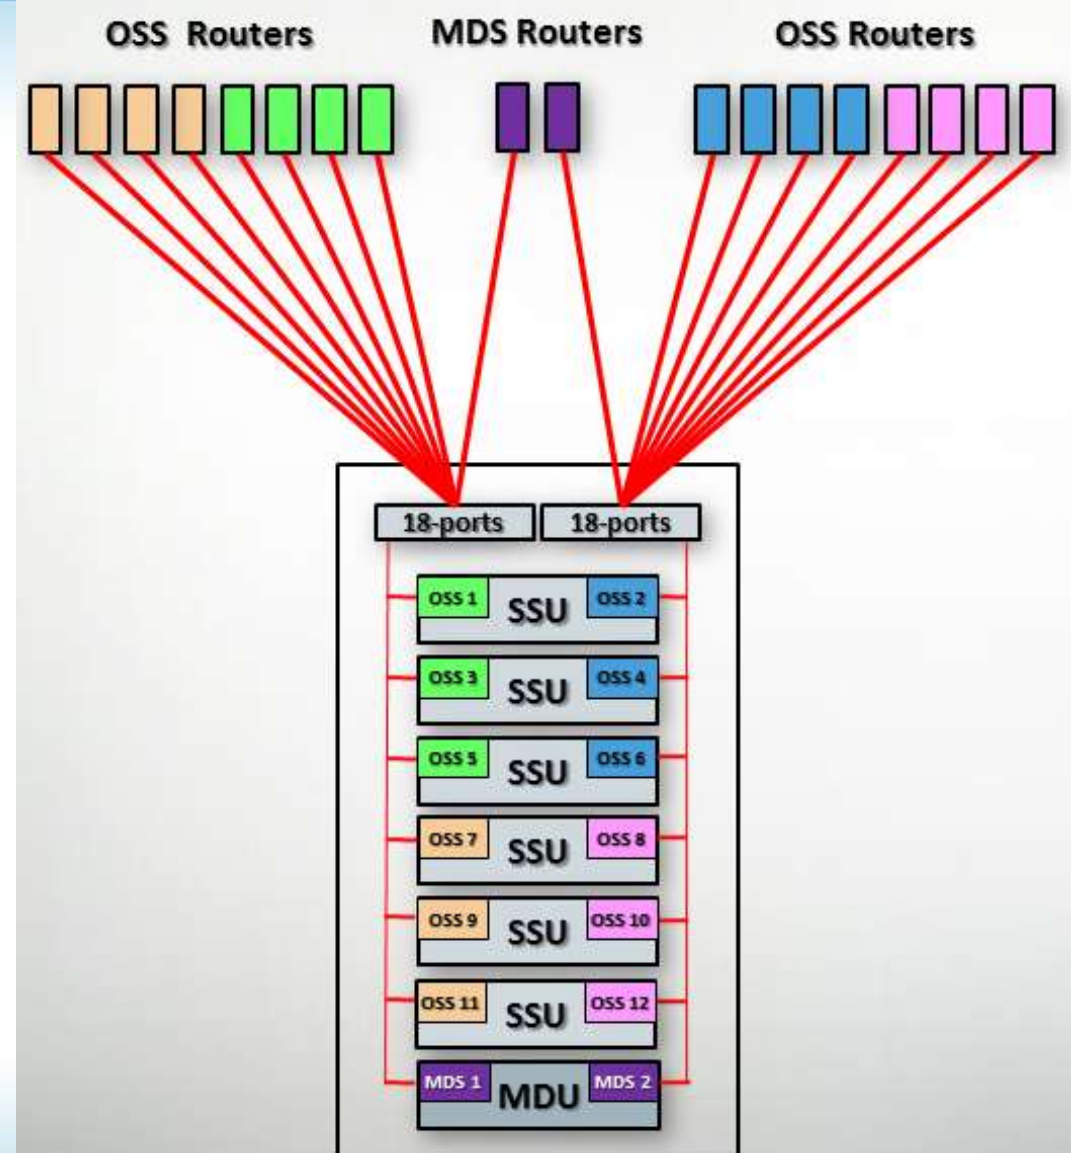 OSS Routers
MDS Routers
OSS Routers
18-ports
18-ports
OSS 1
SSU
OSS 2
OSS 3
SSU
OSS 4
OSS 5
SSU
OSS 6
OSS 7
SSU
OSS 8
OSS 9
SSU
OSS 10
OSS 11
SSU
OSS 12
MDS 1
MDU
MDS 2